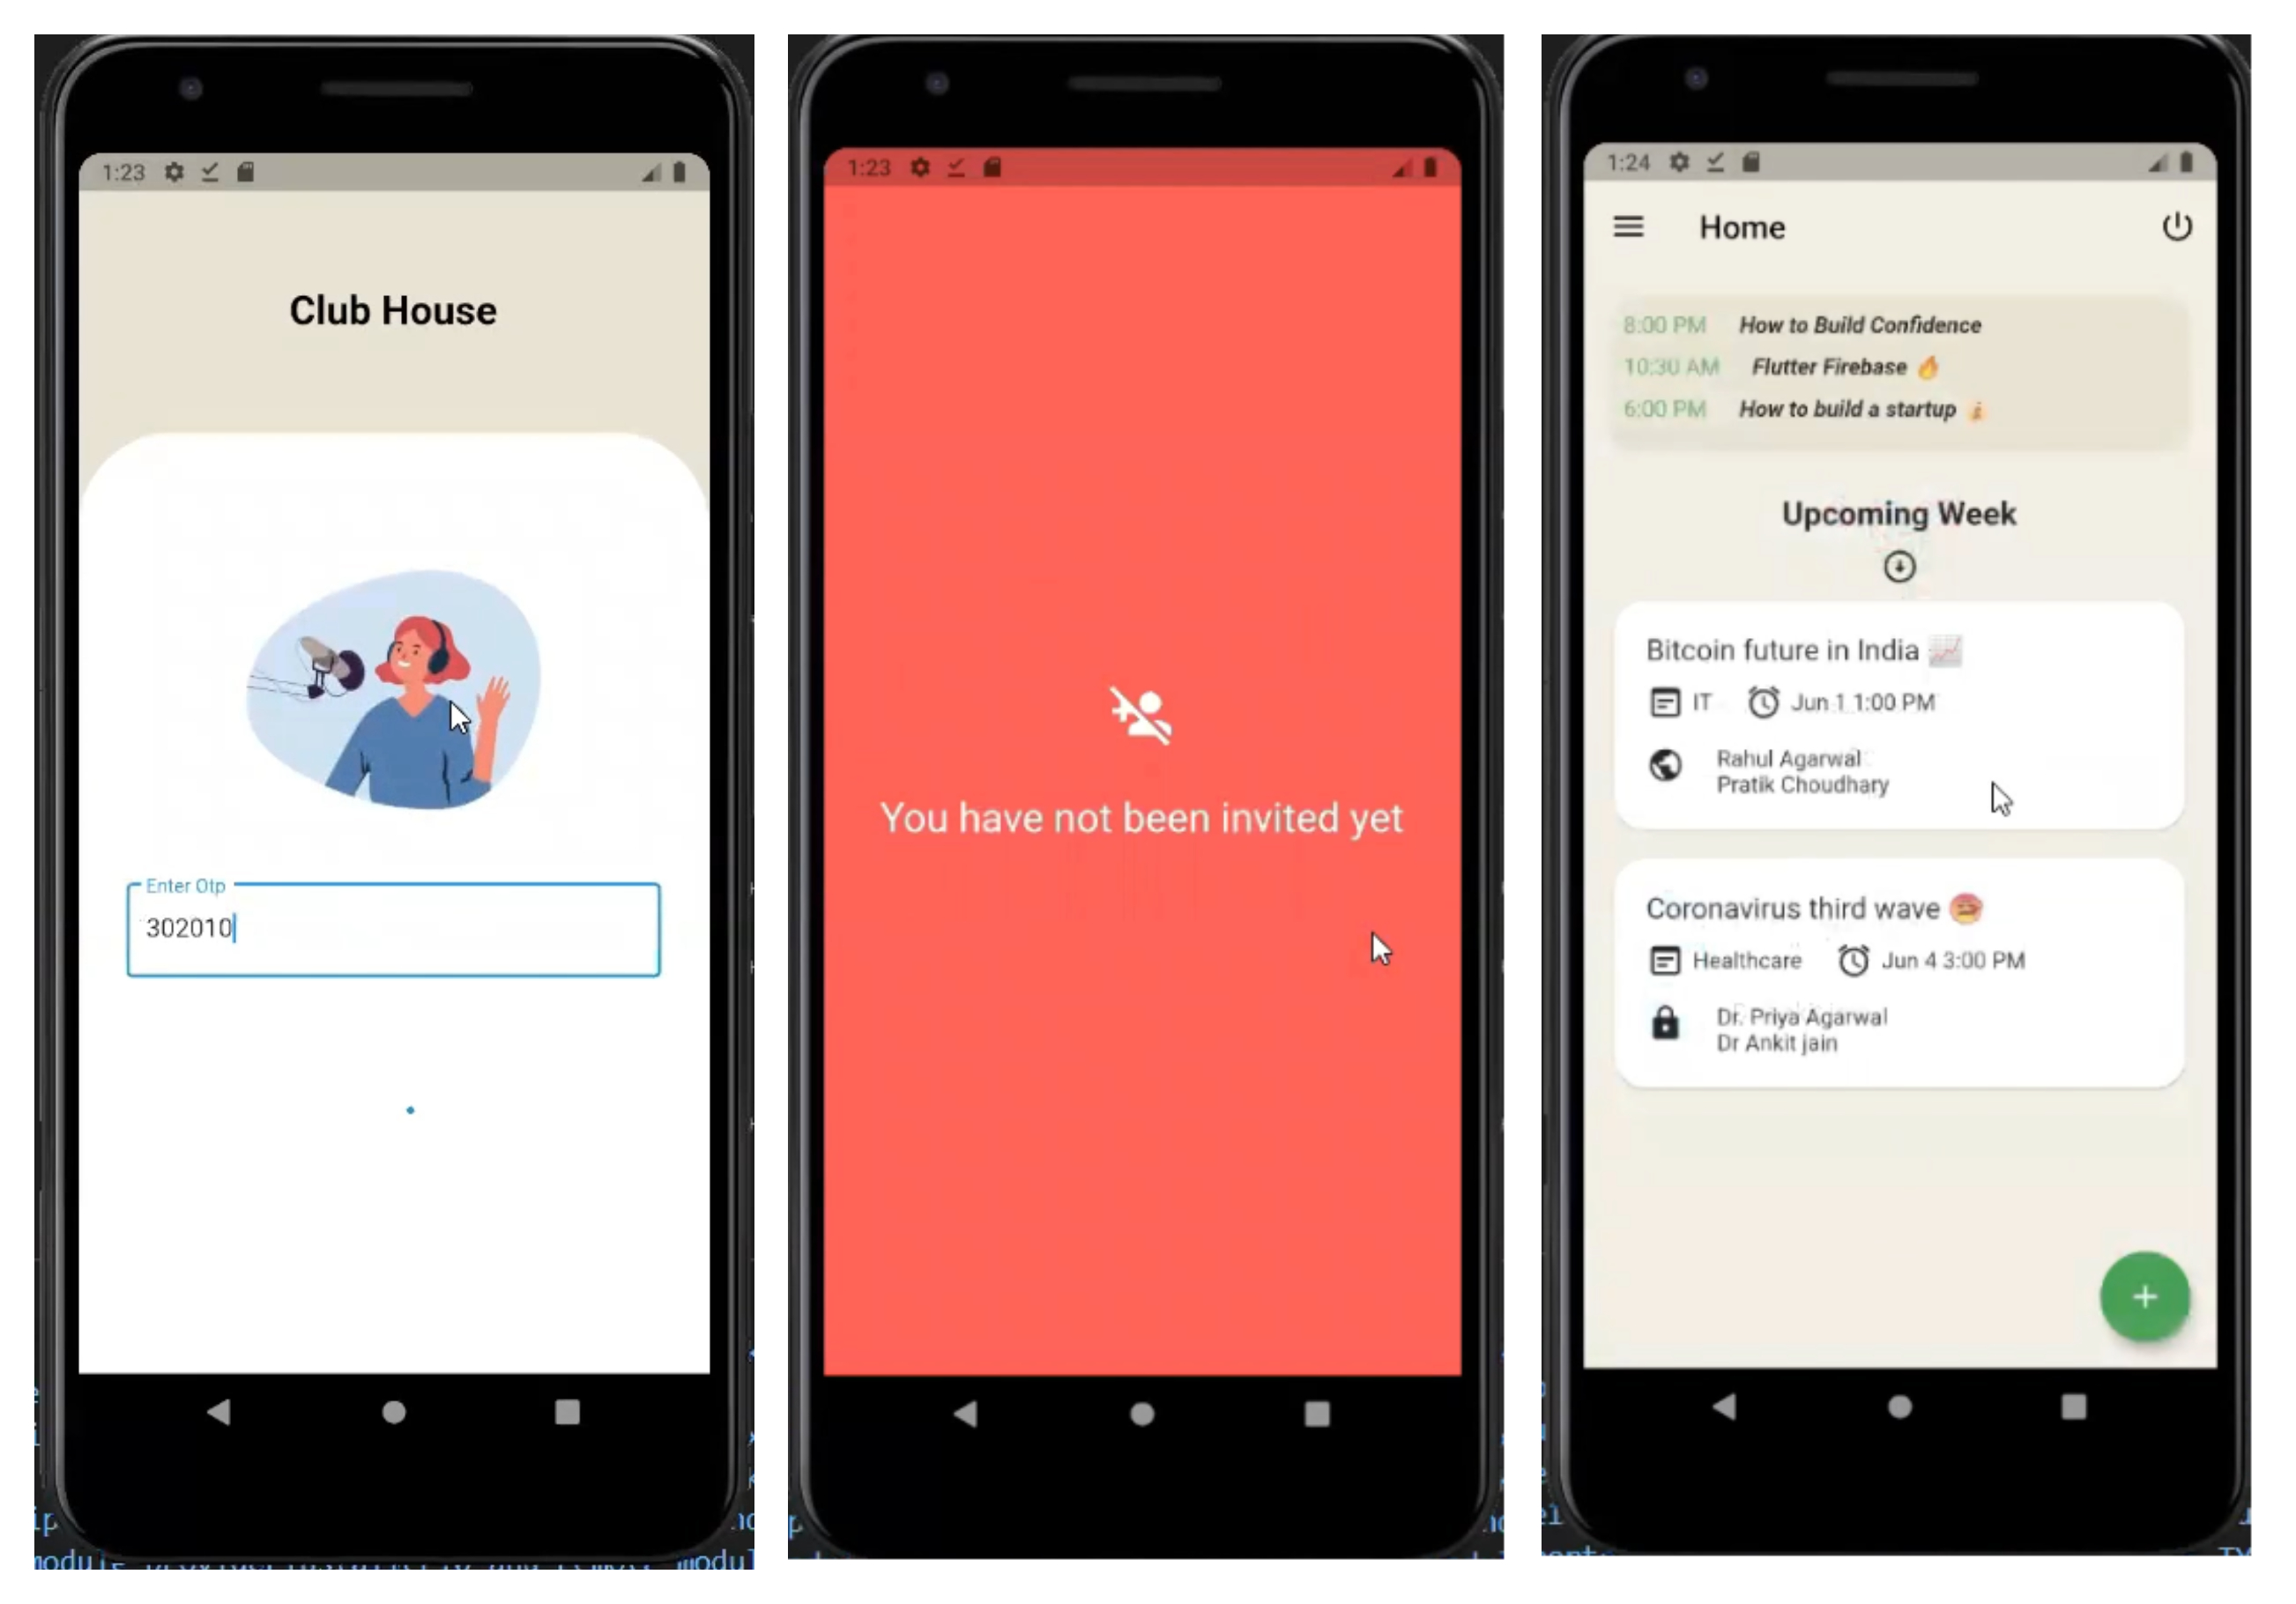 1:23
Club House
Enter Otp
302010
1:23
You have not been invited yet
1:24
Home
8:00 PM How to Build Confidence
10:30 AM Flutter Firebase 🔥
6:00 PM How to build a startup
Upcoming Week
Bitcoin future in India 📈
IT Jun 1 1:00 PM
Rahul Agarwal
Pratik Choudhary
Coronavirus third wave
Healthcare Jun 4 3:00 PM
Dr. Priya Agarwal
Dr Ankit jain
+